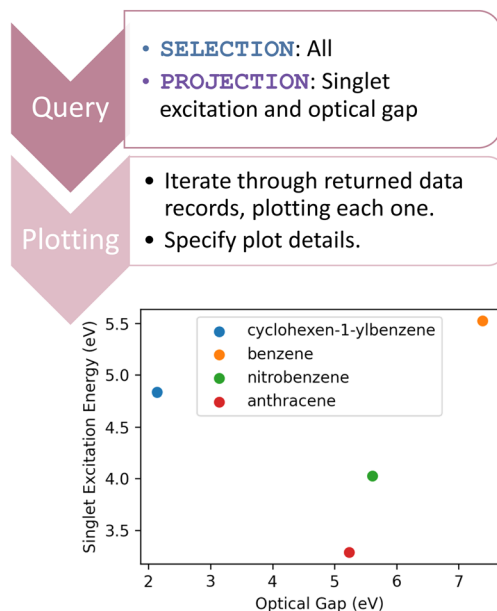 Query
• SELECTION: All
• PROJECTION: Singlet
excitation and optical gap
Plotting
• Iterate through returned data
records, plotting each one.
• Specify plot details.
Singlet Excitation Energy (eV)
5.5
5.0
4.5
4.0
3.5
cyclohexen-1-ylbenzene
benzene
nitrobenzene
anthracene
2 3 4 5 6 7
Optical Gap (eV)